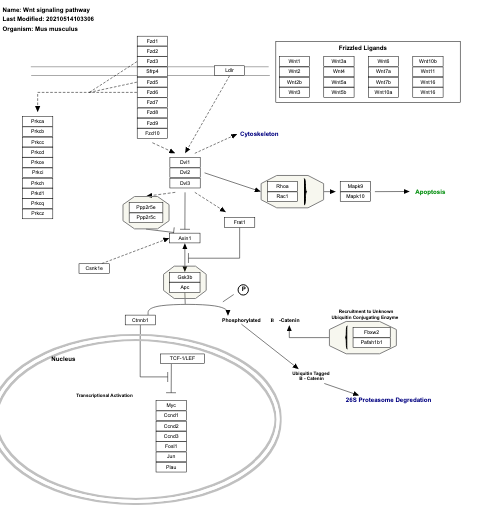 Name: Wnt signaling pathway
Last Modified: 20210514103306
Organism: Mus musculus
Fzd1
Fzd2
Fzd3
Sfrp4
Fzd5
Fzd6
Fzd7
Fzd8
Fzd9
Fzd10
Ldlr
Frizzled Ligands
Wnt1 Wnt3a Wnt6 Wnt10b
Wnt2 Wnt4 Wnt7a Wnt11
Wnt2b Wnt5a Wnt7b Wnt16
Wnt3 Wnt5b Wnt10a Wnt16
Prkca
Prkcb
Prkcc
Prkcd
Prkce
Prkci
Prkch
Prkd1
Prkcq
Prkcz
Cytoskeleton
Dvl1
Dvl2
Dvl3
Rhoa
Rac1
Mapk9
Mapk10
Apoptosis
Ppp2r5e
Ppp2r5c
Frat1
Axin1
Csnk1e
Gsk3b
Apc
P
Ctnnb1
Phosphorylated B -Catenin
Recruitment to Unknown
Ubiquitin Conjugating Enzyme
Fbxw2
Pafah1b1
Nucleus
TCF-1/LEF
Ubiquitin Tagged
B - Catenin
26S Proteasome Degredation
Transcriptional Activation
Myc
Ccnd1
Ccnd2
Ccnd3
Fosl1
Jun
Plau